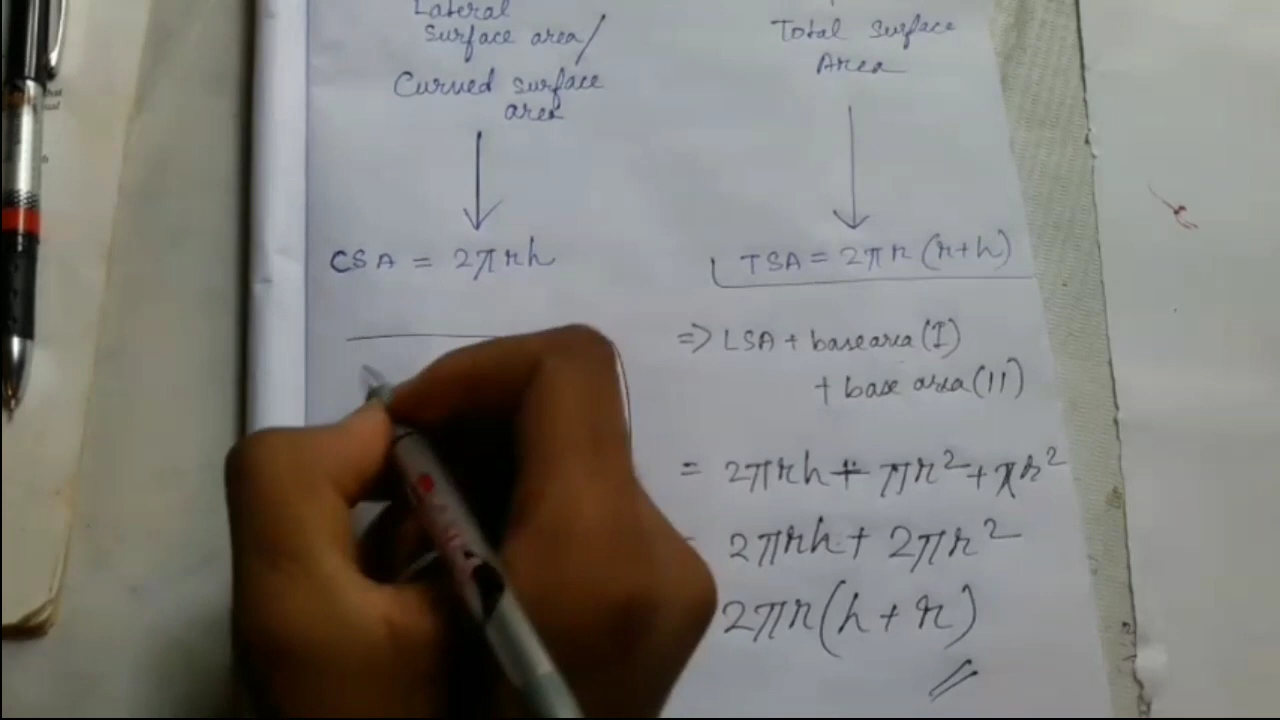 Lateral
Surface area/
Curved surface
area
CSA = 2πrh
Total Surface
Area
TSA = 2πr (r+h)
=> LSA + base area (I)
+ base area (II)
= 2πrh + πr² + πr²
= 2πrh + 2πr²
2πr(h + r)